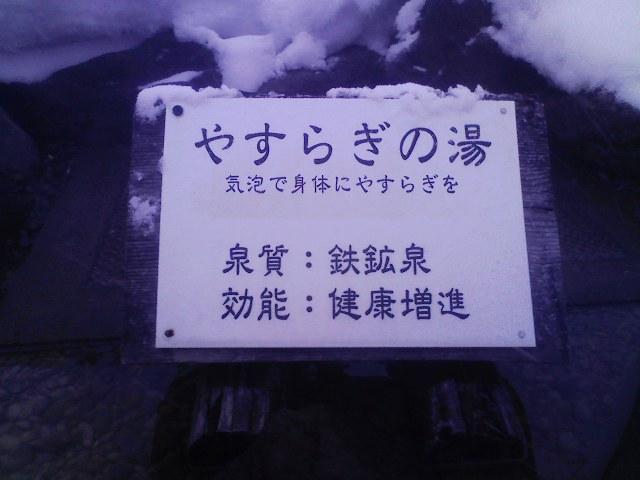 やすらぎの湯
気泡で身体にやすらぎを
泉質：鉄鉱泉
効能：健康増進